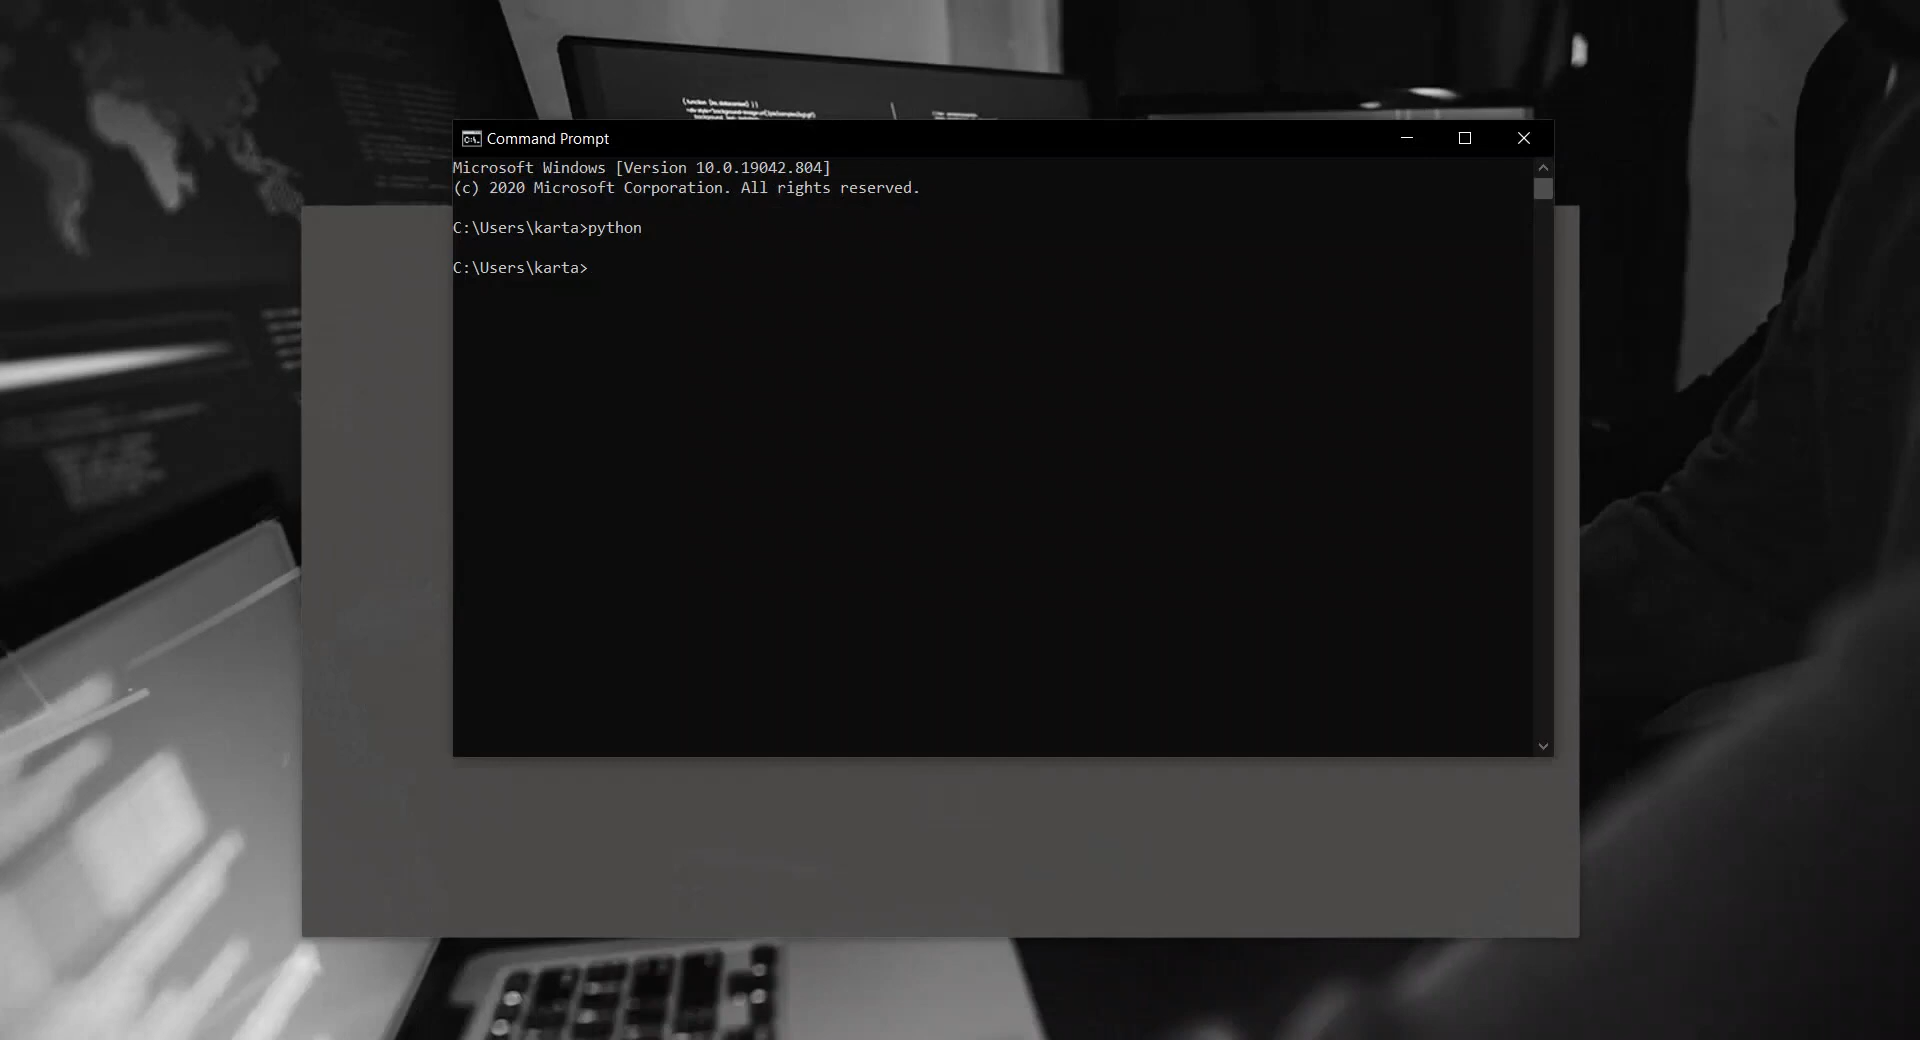 Command Prompt
Microsoft Windows [Version 10.0.19042.804]
(c) 2020 Microsoft Corporation. All rights reserved.
C:\Users\karta>python
C:\Users\karta>